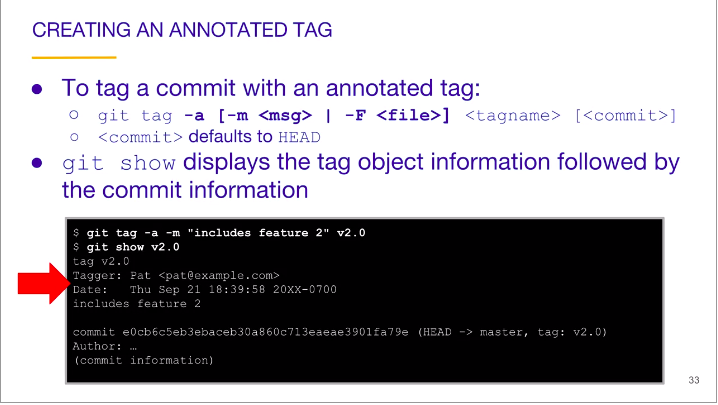 CREATING AN ANNOTATED TAG
● To tag a commit with an annotated tag:
○ git tag -a [-m <msg> | -F <file>] <tagname> [<commit>]
○ <commit> defaults to HEAD
● git show displays the tag object information followed by
the commit information
$ git tag -a -m "includes feature 2" v2.0
$ git show v2.0
tag v2.0
Tagger: Pat <pat@example.com>
Date:   Thu Sep 21 18:39:58 20XX-0700
includes feature 2
commit e0cb6c5eb3ebaceb30a860c713eaeae3901fa79e (HEAD -> master, tag: v2.0)
Author: …
(commit information)
33